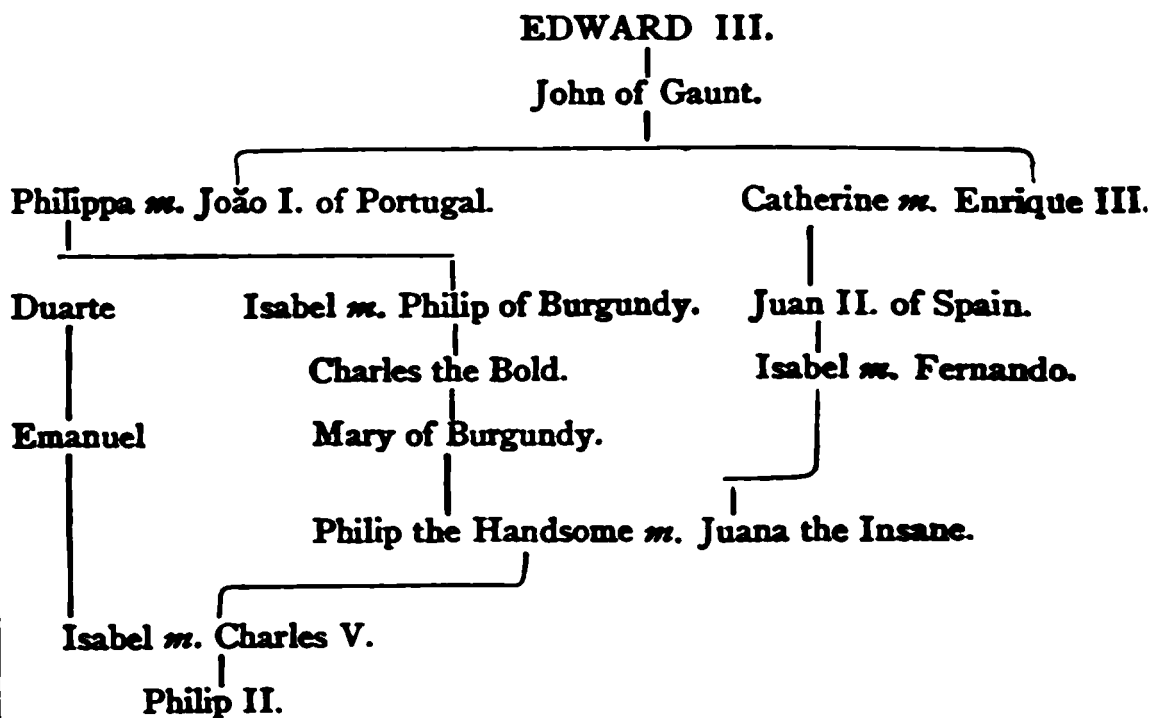 EDWARD III.
John of Gaunt.
Philippa m. João I. of Portugal. Catherine m. Enrique III.
Duarte Isabel m. Philip of Burgundy. Juan II. of Spain.
Charles the Bold. Isabel m. Fernando.
Emanuel Mary of Burgundy.
Philip the Handsome m. Juana the Insane.
Isabel m. Charles V.
Philip II.